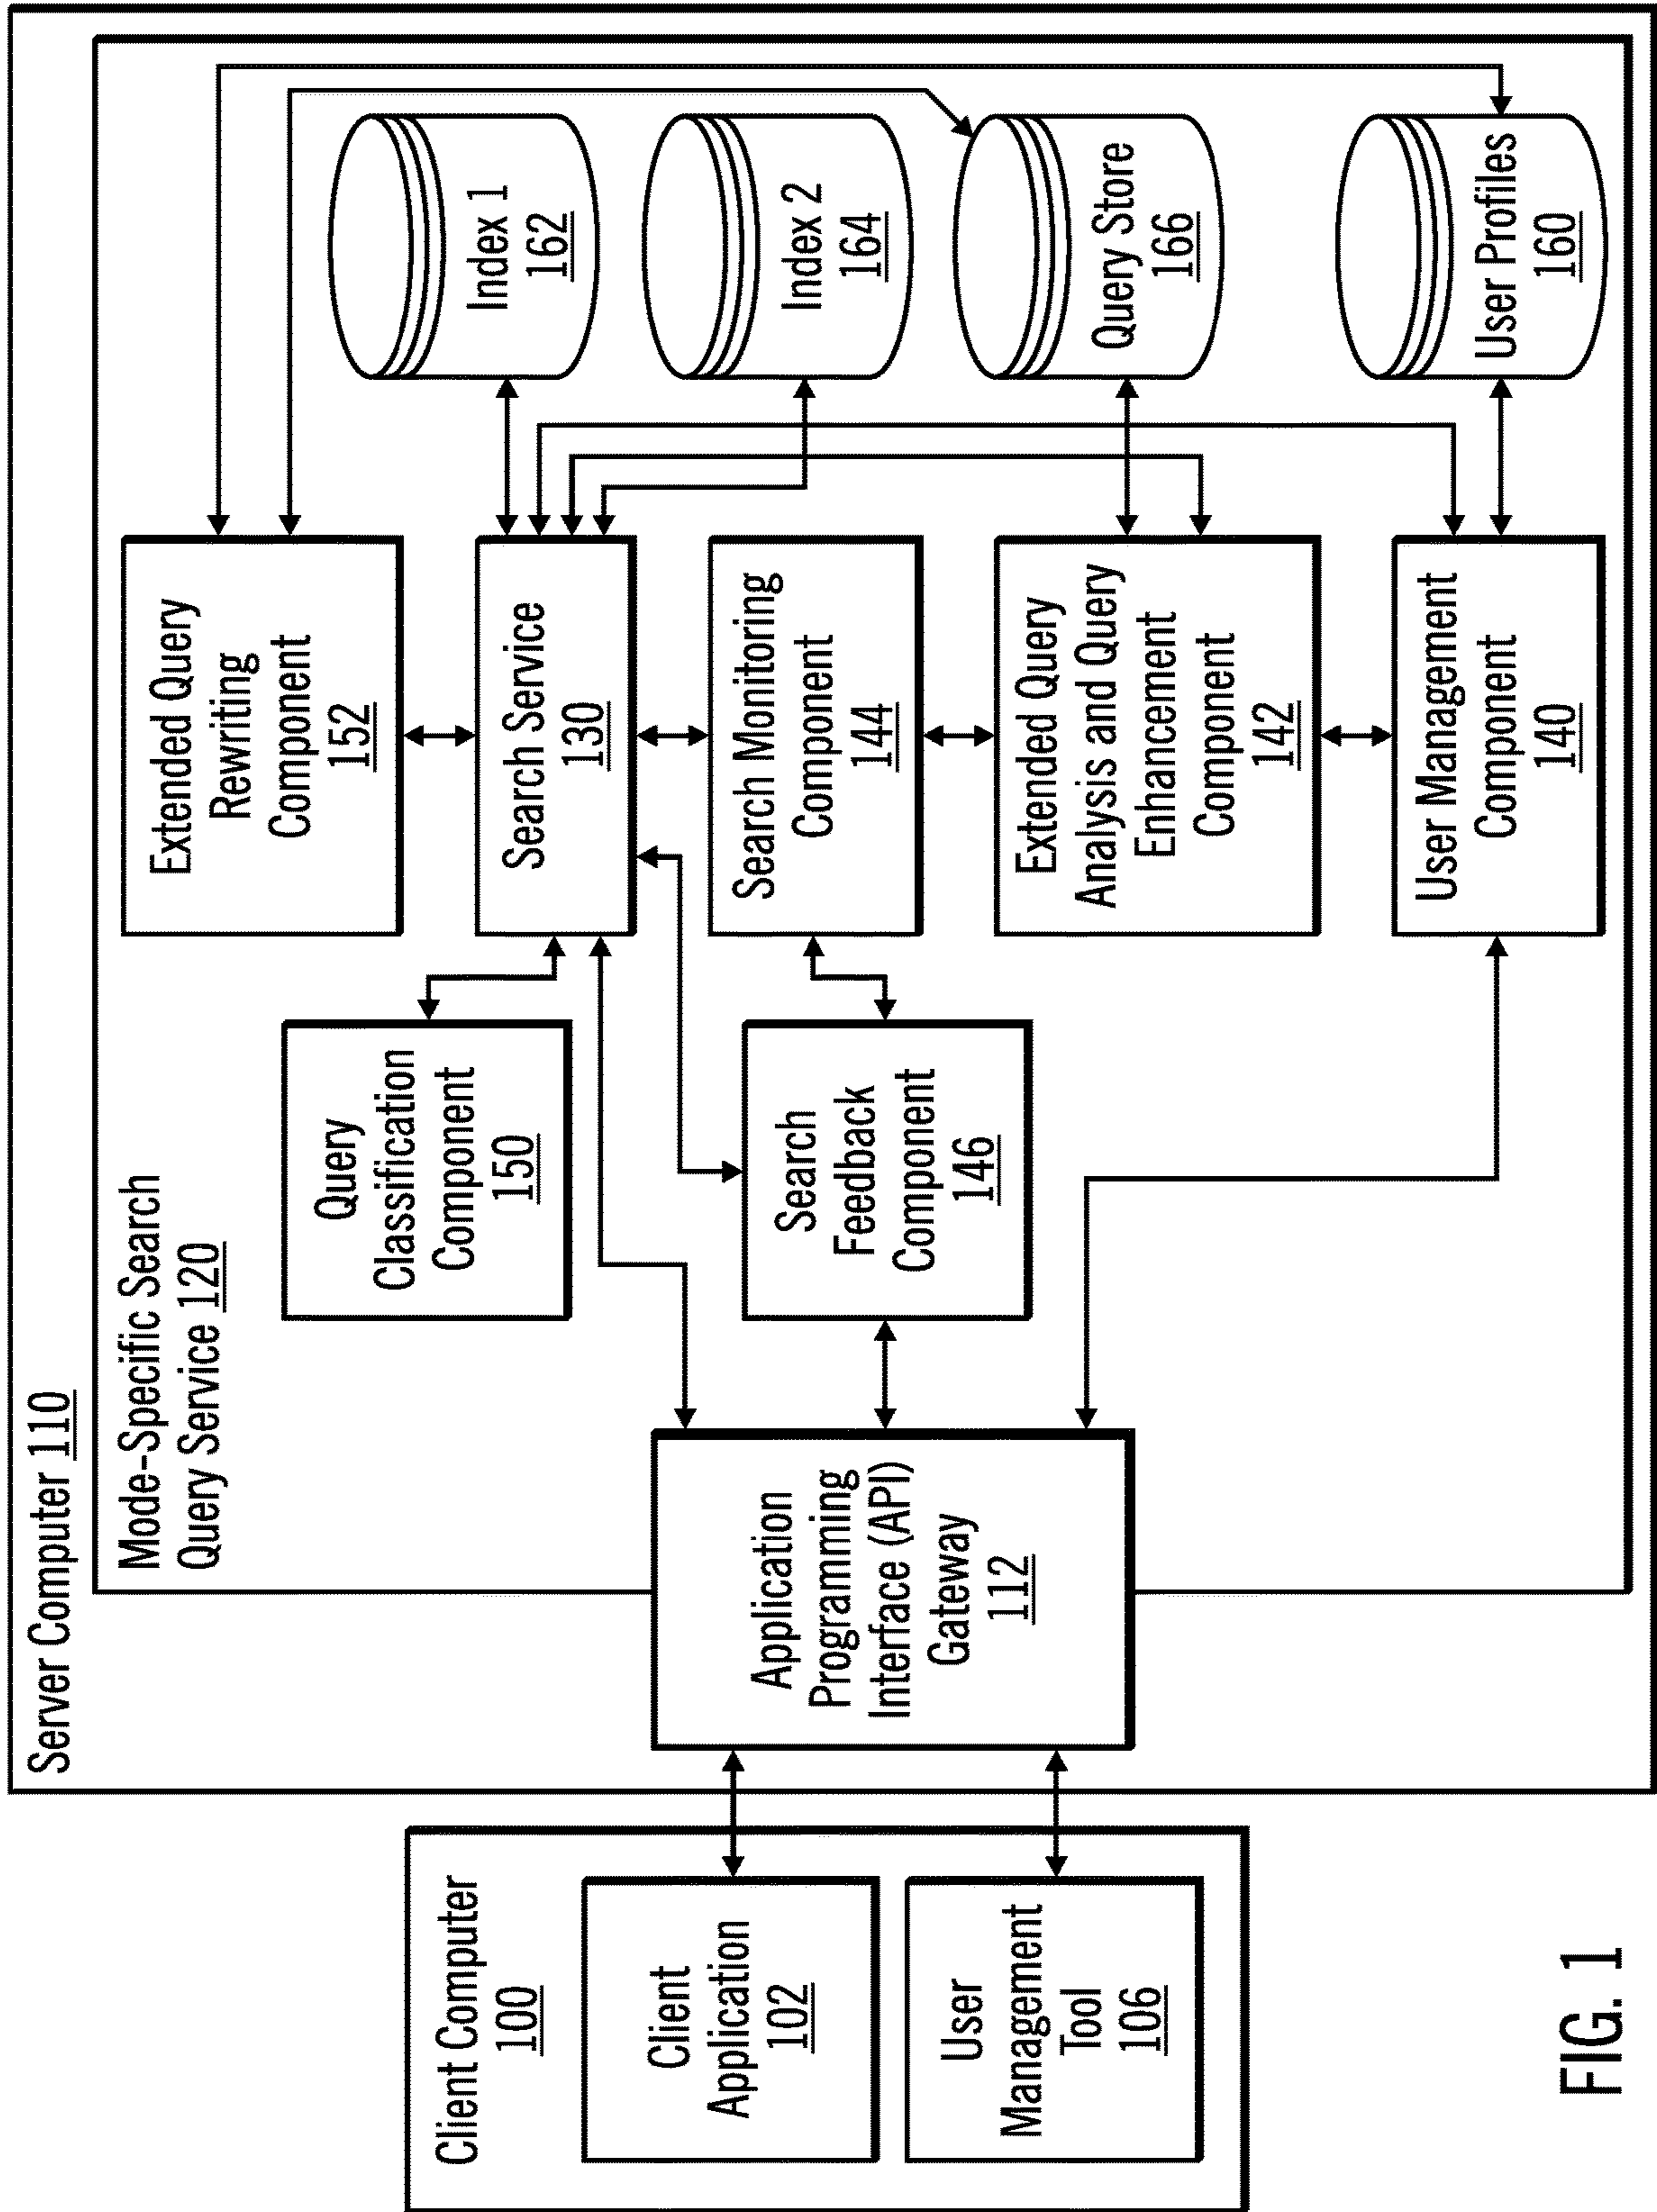 Server Computer 110
Mode-Specific Search
Query Service 120
Client Computer
100
Client
Application
102
User
Management
Tool
106
Application
Programming
Interface (API)
Gateway
112
Query
Classification
Component
150
Search
Feedback
Component
146
Extended Query
Rewriting
Component
152
Search Service
130
Search Monitoring
Component
144
Extended Query
Analysis and Query
Enhancement
Component
142
User Management
Component
140
Index 1
162
Index 2
164
Query Store
166
User Profiles
160
FIG. 1